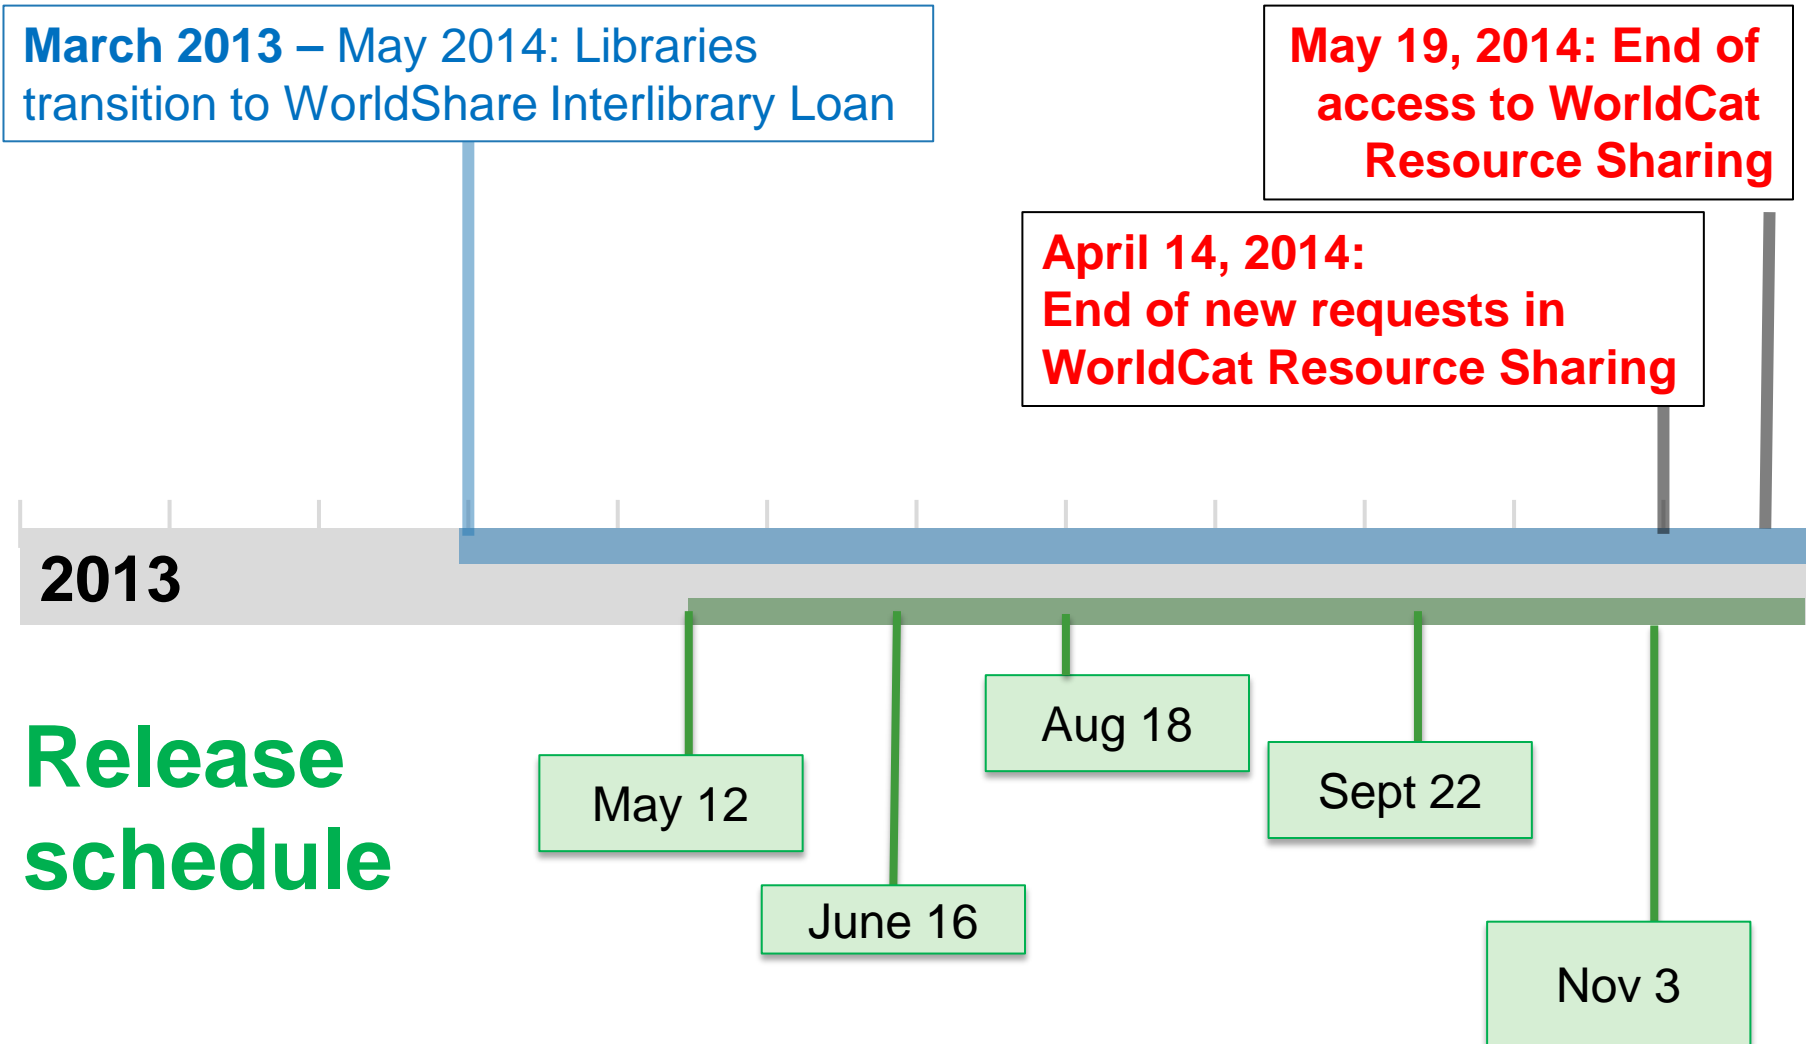 March 2013 – May 2014: Libraries
transition to WorldShare Interlibrary Loan
May 19, 2014: End of
access to WorldCat
Resource Sharing
April 14, 2014:
End of new requests in
WorldCat Resource Sharing
2013
Release
schedule
May 12
June 16
Aug 18
Sept 22
Nov 3